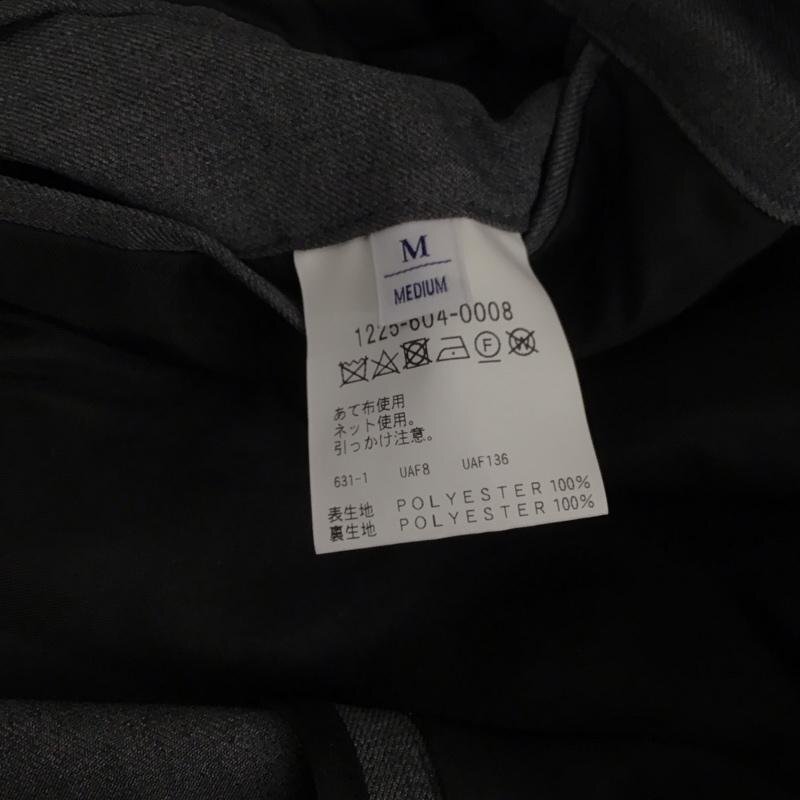 M
MEDIUM
1225-604-0008
F
W
あて布使用
ネット使用。
引っかけ注意。
631-1 UAF8 UAF136
表生地 POLYESTER 100%
裏生地 POLYESTER 100%